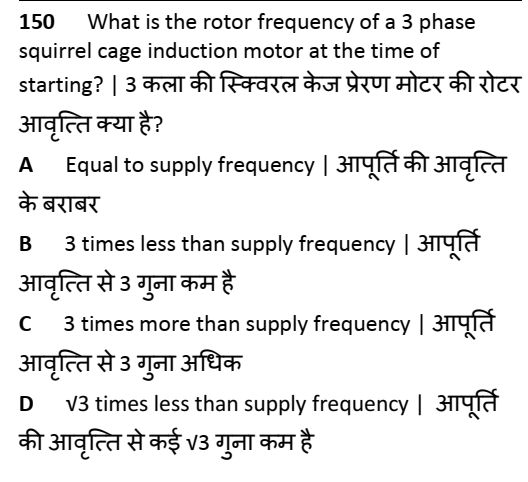 150 What is the rotor frequency of a 3 phase
squirrel cage induction motor at the time of
starting? | 3 कला की स्क्विरल केज प्रेरण मोटर की रोटर
आवृत्ति क्या है?
A Equal to supply frequency | आपूर्ति की आवृत्ति
के बराबर
B 3 times less than supply frequency | आपूर्ति
आवृत्ति से 3 गुना कम है
C 3 times more than supply frequency | आपूर्ति
आवृत्ति से 3 गुना अधिक
D √3 times less than supply frequency | आपूर्ति
की आवृत्ति से कई √3 गुना कम है